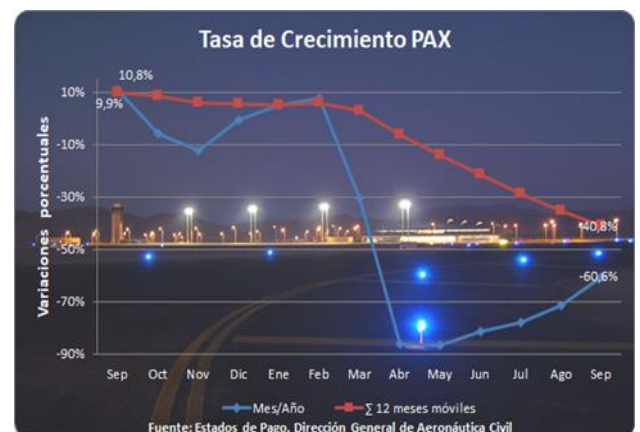 Tasa de Crecimiento PAX
10,8%
10%
9,9%
-10%
-30%
-40,8%
-50%
-60,6%
-70%
-90%
Variaciones porcentuales
Sep Oct Nov Dic Ene Feb Mar Abr May Jun Jul Ago Sep
Mes/Año ∑ 12 meses móviles
Fuente: Estados de Pago, Dirección General de Aeronáutica Civil